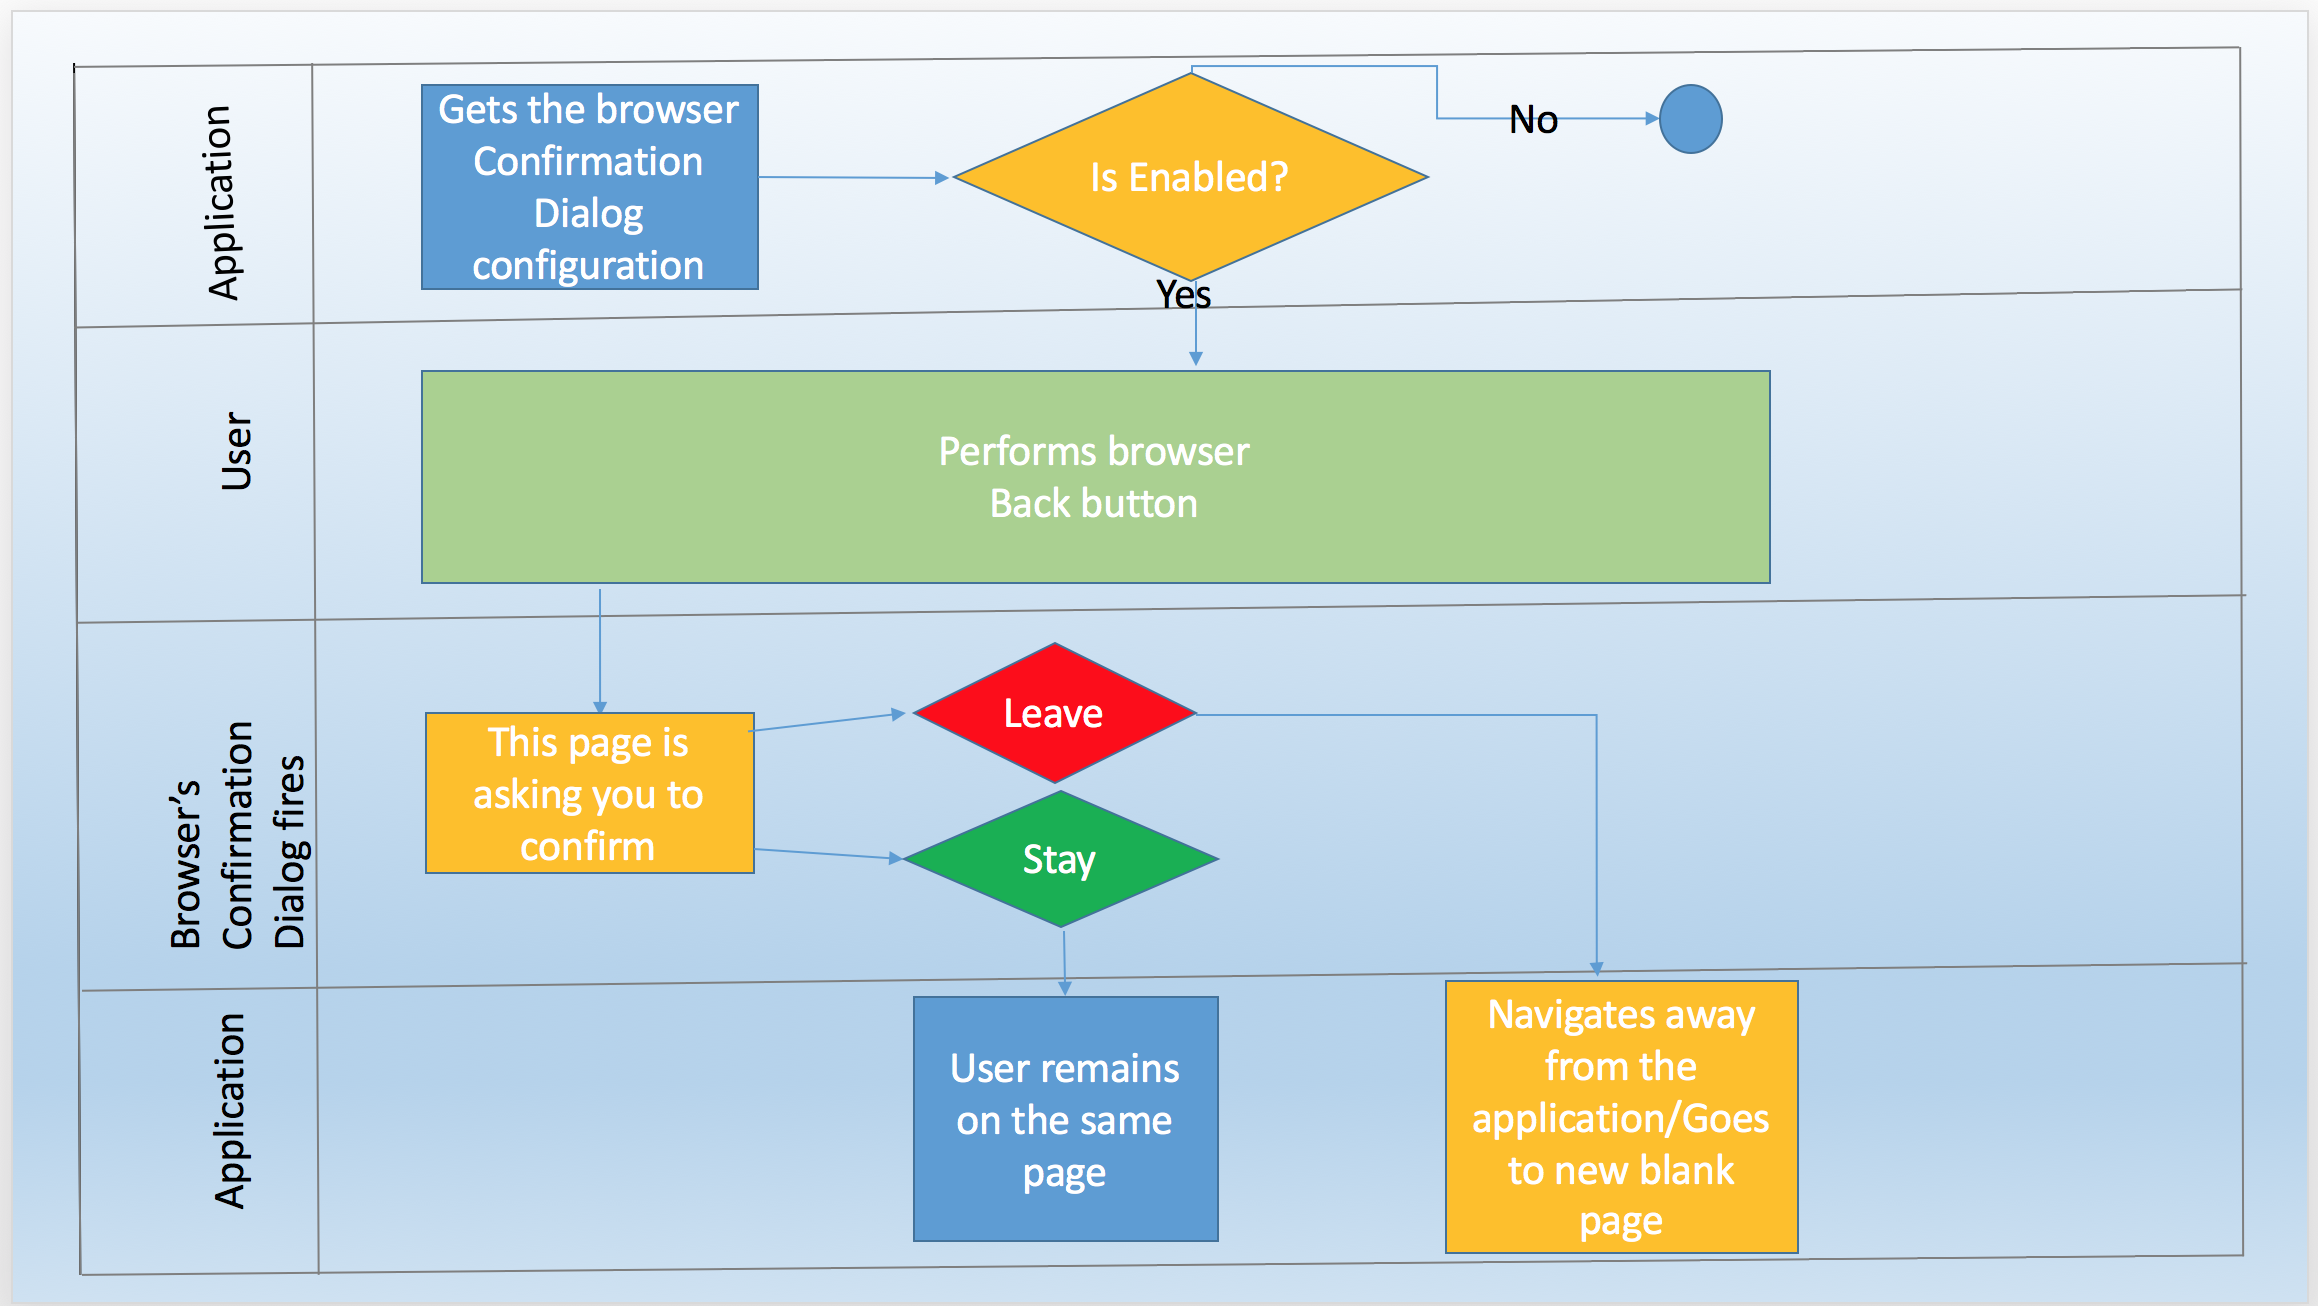 Application
Gets the browser
Confirmation
Dialog
configuration
Is Enabled?
No
Yes
User
Performs browser
Back button
Browser’s
Confirmation
Dialog fires
This page is
asking you to
confirm
Leave
Stay
Application
User remains
on the same
page
Navigates away
from the
application/Goes
to new blank
page